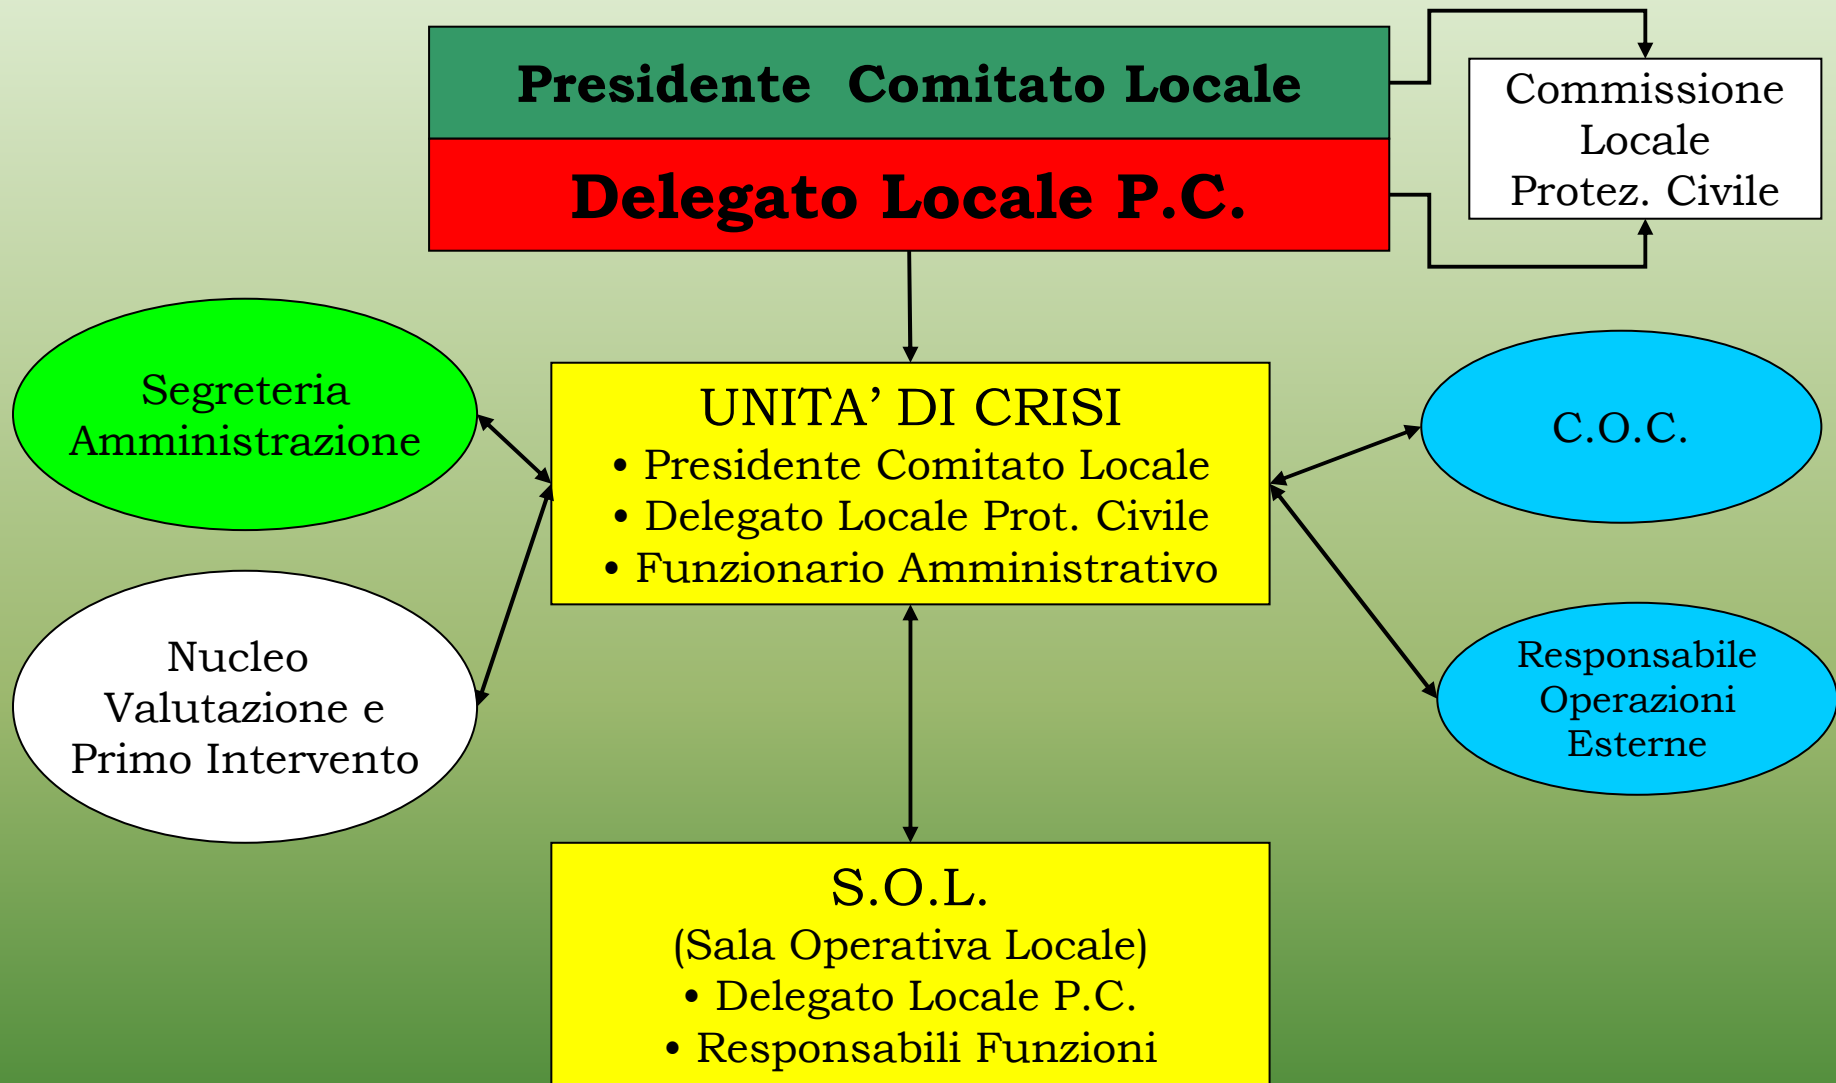 Presidente Comitato Locale
Delegato Locale P.C.
Commissione
Locale
Protez. Civile
Segreteria
Amministrazione
UNITA’ DI CRISI
• Presidente Comitato Locale
• Delegato Locale Prot. Civile
• Funzionario Amministrativo
C.O.C.
Nucleo
Valutazione e
Primo Intervento
Responsabile
Operazioni
Esterne
S.O.L.
(Sala Operativa Locale)
• Delegato Locale P.C.
• Responsabili Funzioni